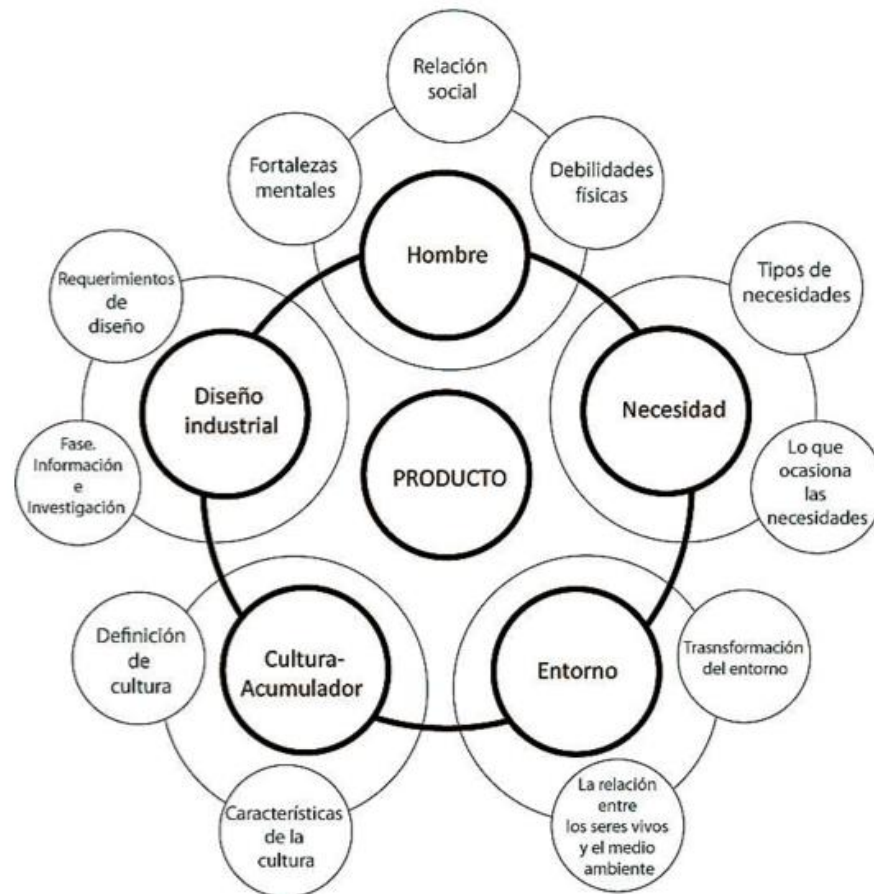 Relación
social
Fortalezas
mentales
Debilidades
físicas
Hombre
Requerimientos
de
diseño
Tipos de
necesidades
Diseño
industrial
Necesidad
Fase.
Información
e
Investigación
PRODUCTO
Lo que
ocasiona
las
necesidades
Definición
de
cultura
Cultura-
Acumulador
Entorno
Trasnsformación
del entorno
Características
de la
cultura
La relación
entre
los seres vivos
y el medio
ambiente